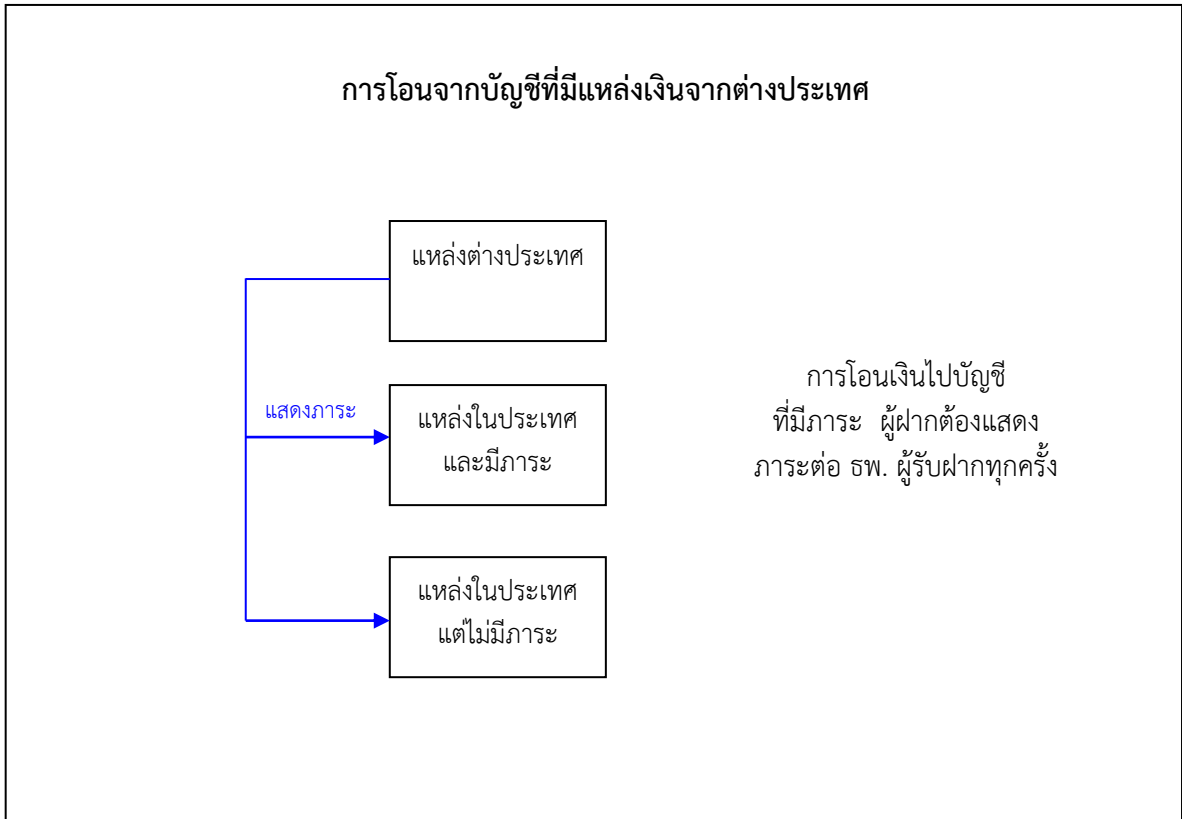 การโอนจากบัญชีที่มีแหล่งเงินจากต่างประเทศ
แหล่งต่างประเทศ
แสดงภาระ
แหล่งในประเทศ
และมีภาระ
แหล่งในประเทศ
แต่ไม่มีภาระ
การโอนเงินไปบัญชี
ที่มีภาระ ผู้ฝากต้องแสดง
ภาระต่อ ธพ. ผู้รับฝากทุกครั้ง